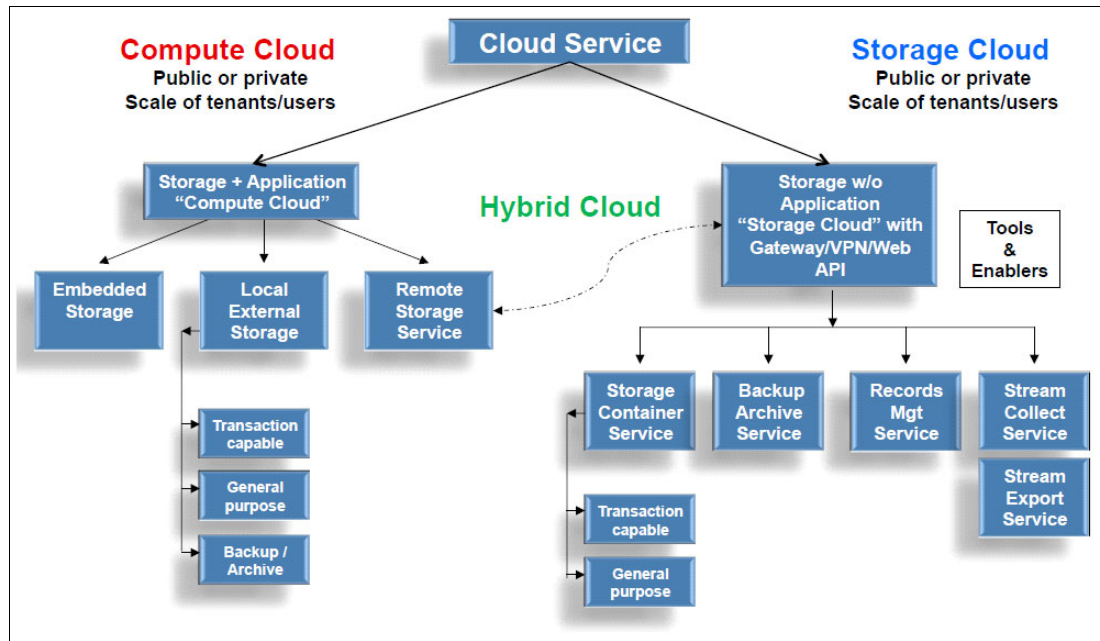 Cloud Service
Compute Cloud
Public or private
Scale of tenants/users
Storage Cloud
Public or private
Scale of tenants/users
Storage + Application
“Compute Cloud”
Hybrid Cloud
Storage w/o
Application
“Storage Cloud” with
Gateway/VPN/Web
API
Tools
&
Enablers
Embedded
Storage
Local
External
Storage
Remote
Storage
Service
Storage
Container
Service
Backup
Archive
Service
Records
Mgt
Service
Stream
Collect
Service
Stream
Export
Service
Transaction
capable
General
purpose
Backup /
Archive
Transaction
capable
General
purpose